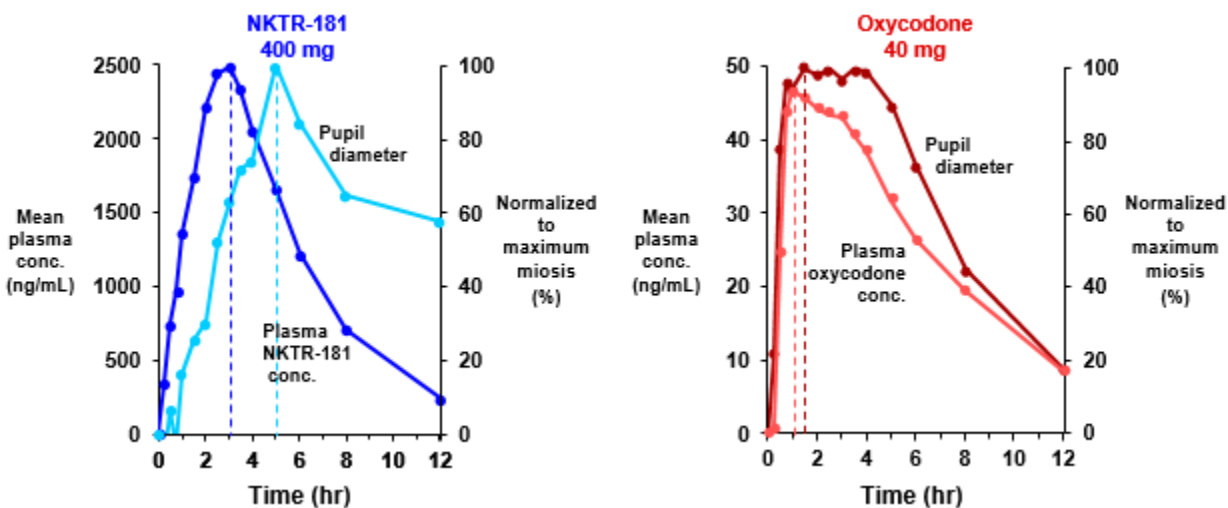 NKTR-181
400 mg
2500
2000
1500
1000
500
0
Mean
plasma
conc.
(ng/mL)
100
80
60
40
20
0
Normalized
to
maximum
miosis
(%)
Pupil
diameter
Plasma
NKTR-181
conc.
0
2
4
6
8
10
12
Time (hr)
Oxycodone
40 mg
50
40
30
20
10
0
Mean
plasma
conc.
(ng/mL)
100
80
60
40
20
0
Normalized
to
maximum
miosis
(%)
Pupil
diameter
Plasma
oxycodone
conc.
0
2
4
6
8
10
12
Time (hr)